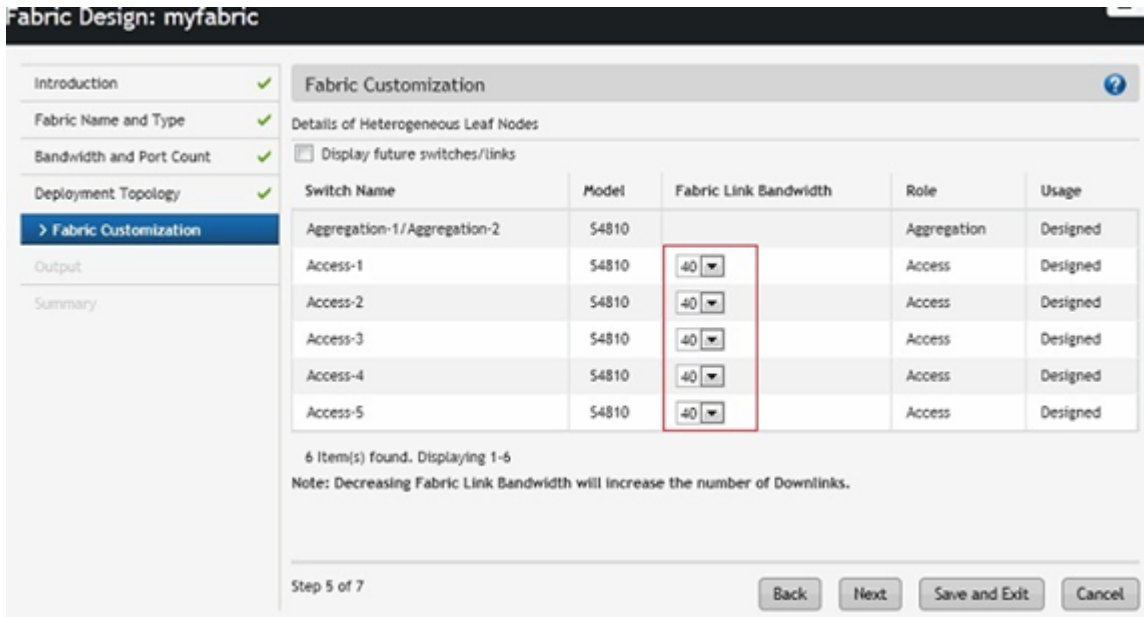 Fabric Design: myfabric
Introduction
Fabric Name and Type
Bandwidth and Port Count
Deployment Topology
> Fabric Customization
Output
Summary
Fabric Customization
Details of Heterogeneous Leaf Nodes
Display future switches/links
Switch Name Model Fabric Link Bandwidth Role Usage
Aggregation-1/Aggregation-2 S4810 Aggregation Designed
Access-1 S4810 40 Access Designed
Access-2 S4810 40 Access Designed
Access-3 S4810 40 Access Designed
Access-4 S4810 40 Access Designed
Access-5 S4810 40 Access Designed
6 Item(s) found. Displaying 1-6
Note: Decreasing Fabric Link Bandwidth will increase the number of Downlinks.
Step 5 of 7
Back Next Save and Exit Cancel